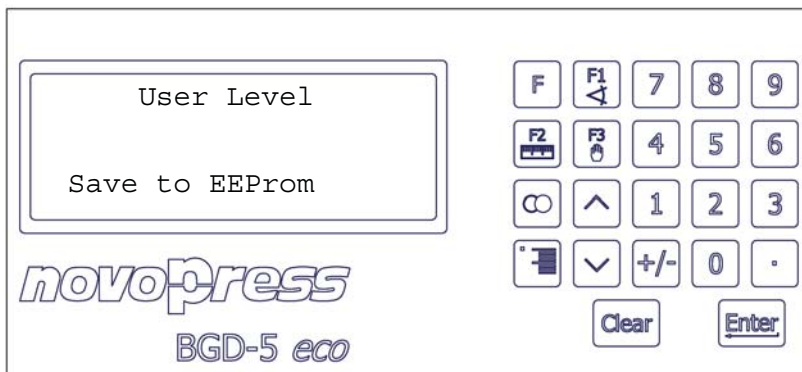 User Level
Save to EEProm
novopress
BGD-5 eco
F F1 7 8 9
F2 F3 4 5 6
1 2 3
+/- 0 .
Clear Enter